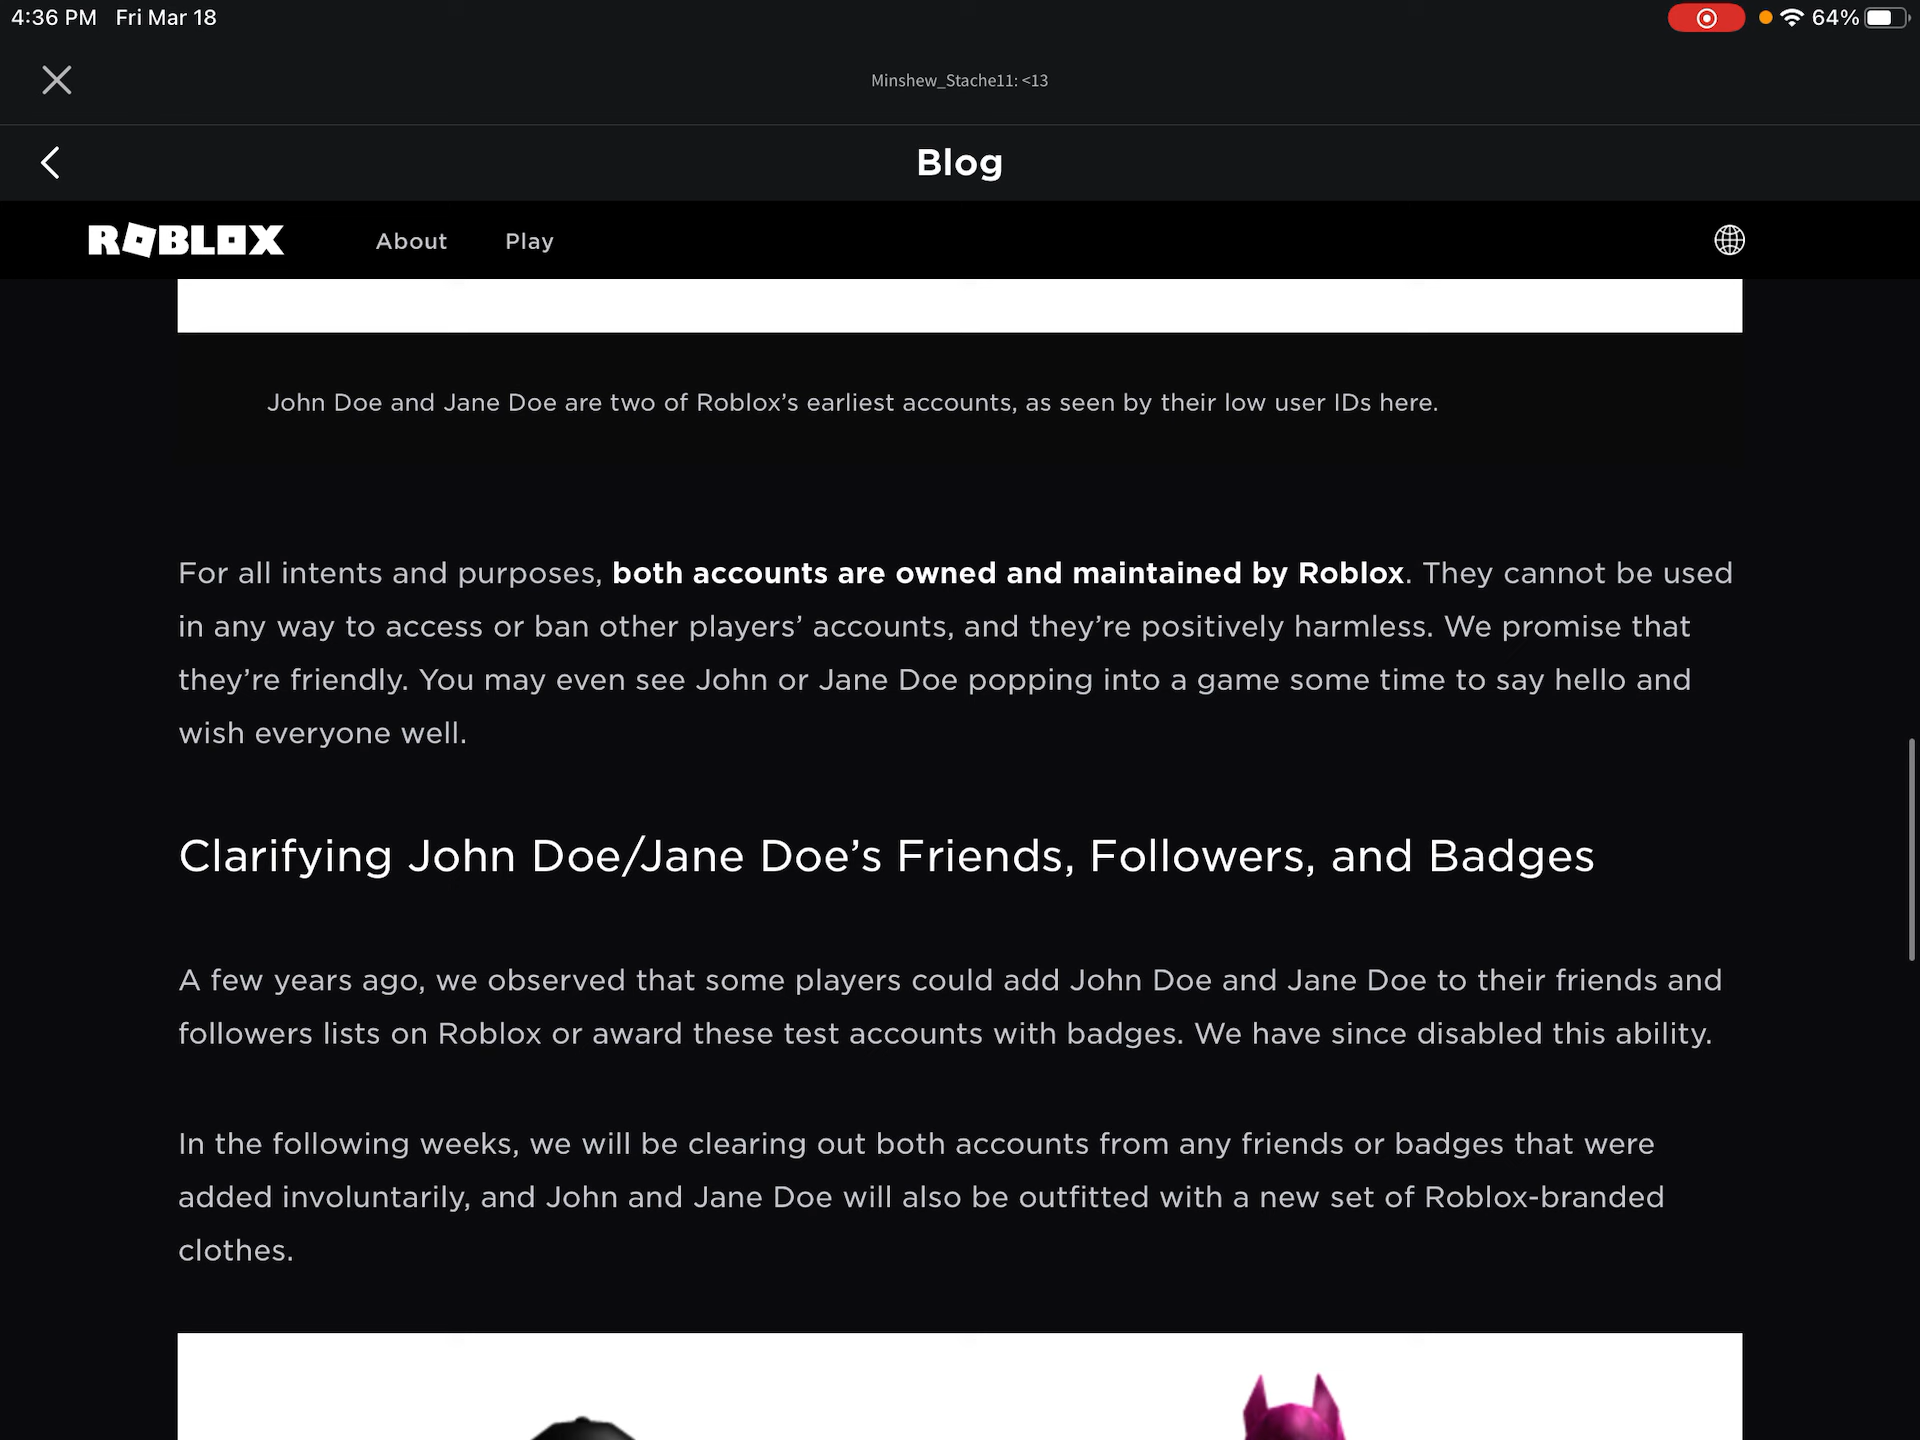 4:36 PM Fri Mar 18
64%
Minshew_Stache11: <13
Blog
ROBLOX About Play
John Doe and Jane Doe are two of Roblox’s earliest accounts, as seen by their low user IDs here.
For all intents and purposes, both accounts are owned and maintained by Roblox. They cannot be used
in any way to access or ban other players’ accounts, and they’re positively harmless. We promise that
they’re friendly. You may even see John or Jane Doe popping into a game some time to say hello and
wish everyone well.
Clarifying John Doe/Jane Doe’s Friends, Followers, and Badges
A few years ago, we observed that some players could add John Doe and Jane Doe to their friends and
followers lists on Roblox or award these test accounts with badges. We have since disabled this ability.
In the following weeks, we will be clearing out both accounts from any friends or badges that were
added involuntarily, and John and Jane Doe will also be outfitted with a new set of Roblox-branded
clothes.